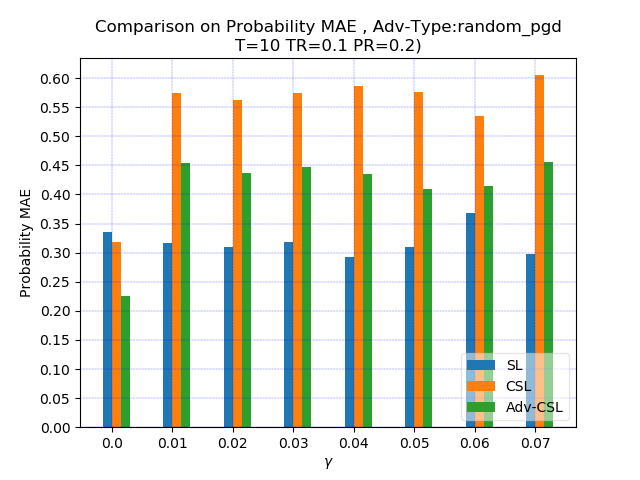 Comparison on Probability MAE , Adv-Type:random_pgd
T=10 TR=0.1 PR=0.2)
Probability MAE
0.60
0.55
0.50
0.45
0.40
0.35
0.30
0.25
0.20
0.15
0.10
0.05
0.00
SL
CSL
Adv-CSL
0.0 0.01 0.02 0.03 0.04 0.05 0.06 0.07
γ